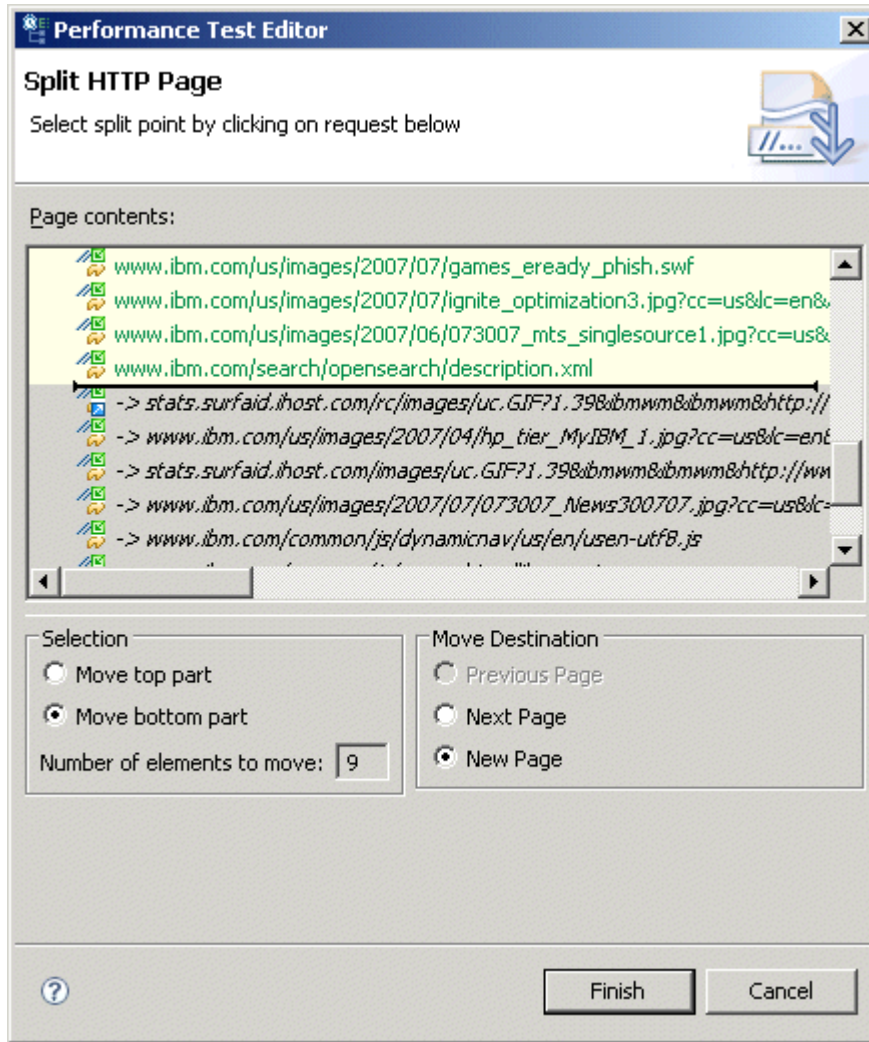 Performance Test Editor
Split HTTP Page
Select split point by clicking on request below
//...
Page contents:
www.ibm.com/us/images/2007/07/games_eready_phish.swf
www.ibm.com/us/images/2007/07/ignite_optimization3.jpg?cc=us&lc=en&
www.ibm.com/us/images/2007/06/073007_mts_singlesource1.jpg?cc=us&
www.ibm.com/search/opensearch/description.xml
-> stats.surfaid.ihost.com/rc/images/uc.GIF?1.39&ibmwm&ibmwm&http://
-> www.ibm.com/us/images/2007/04/hp_tier_MyIBM_1.jpg?cc=us&lc=en&
-> stats.surfaid.ihost.com/images/uc.GIF?1.39&ibmwm&ibmwm&http://ww
-> www.ibm.com/us/images/2007/07/073007_News300707.jpg?cc=us&lc=
-> www.ibm.com/common/js/dynamicnav/us/en/usen-utf8.js
Selection
Move top part
Move bottom part
Number of elements to move: 9
Move Destination
Previous Page
Next Page
New Page
Finish
Cancel